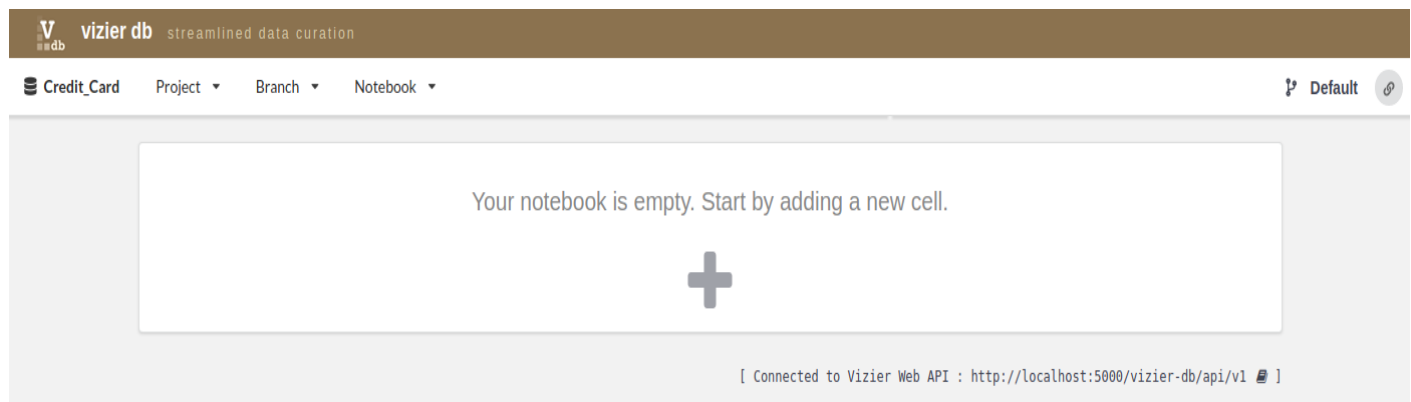 V db vizier db streamlined data curation
Credit_Card Project Branch Notebook Default
Your notebook is empty. Start by adding a new cell.
[ Connected to Vizier Web API : http://localhost:5000/vizier-db/api/v1 ]